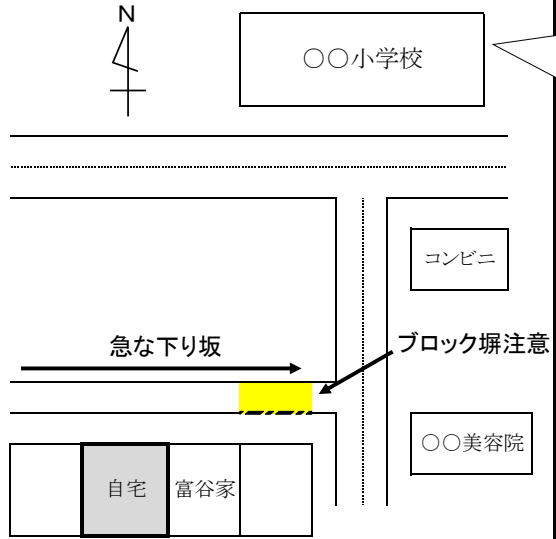 N
○○小学校
コンビニ
急な下り坂
ブロック塀注意
○○美容院
自宅
富谷家